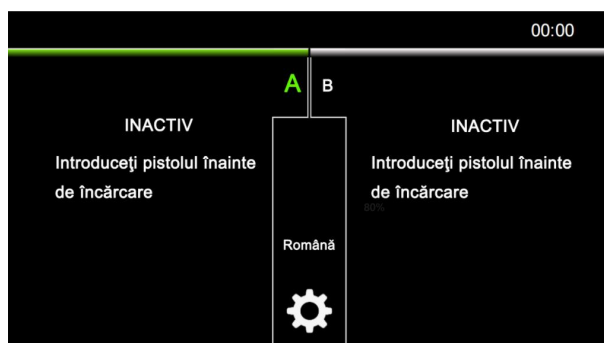 00:00
A
B
INACTIV
Introduceţi pistolul înainte
de încărcare
INACTIV
Introduceţi pistolul înainte
de încărcare
80%
Română